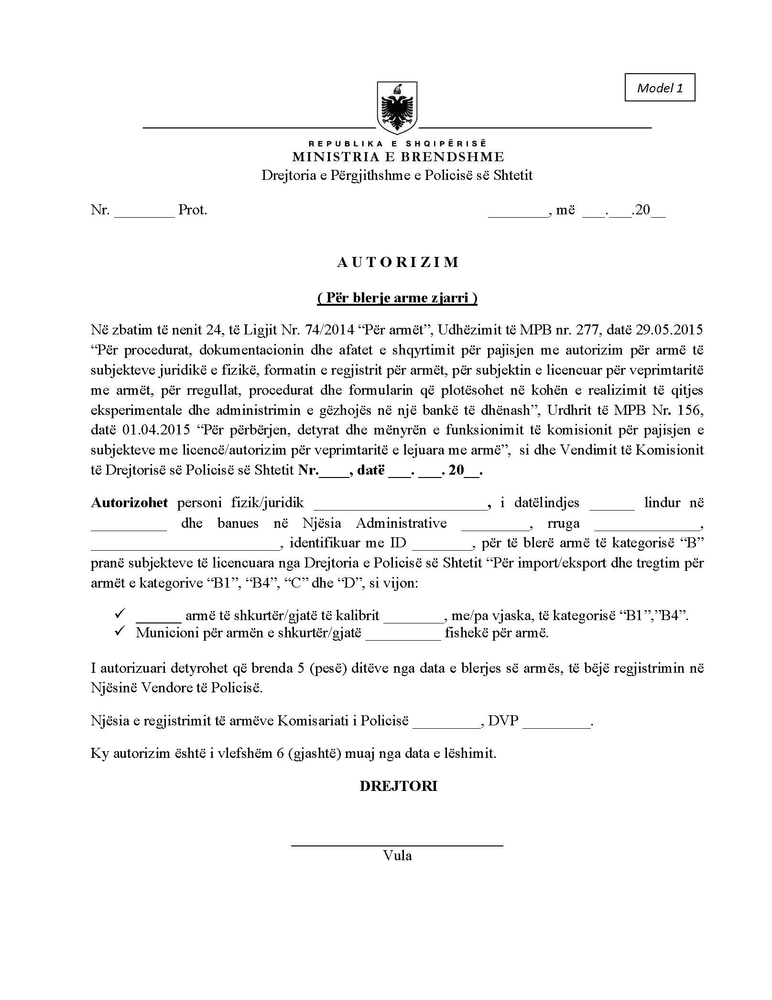 Model 1
REPUBLIKA E SHQIPËRISË
MINISTRIA E BRENDSHME
Drejtoria e Përgjithshme e Policisë së Shtetit
Nr. ________ Prot. ________, më ___.___.20__
A U T O R I Z I M
( Për blerje arme zjarri )
Në zbatim të nenit 24, të Ligjit Nr. 74/2014 “Për armët”, Udhëzimit të MPB nr. 277, datë 29.05.2015
“Për procedurat, dokumentacionin dhe afatet e shqyrtimit për pajisjen me autorizim për armë të
subjekteve juridikë e fizikë, formatin e regjistrit për armët, për subjektin e licencuar për veprimtaritë
me armët, për rregullat, procedurat dhe formularin që plotësohet në kohën e realizimit të qitjes
eksperimentale dhe administrimin e gëzhojës në një bankë të dhënash”, Urdhrit të MPB Nr. 156,
datë 01.04.2015 “Për përbërjen, detyrat dhe mënyrën e funksionimit të komisionit për pajisjen e
subjekteve me licencë/autorizim për veprimtaritë e lejuara me armë”, si dhe Vendimit të Komisionit
të Drejtorisë së Policisë së Shtetit Nr.____, datë ___. ___. 20__.
Autorizohet personi fizik/juridik _______________________, i datëlindjes ______ lindur në
__________ dhe banues në Njësia Administrative _________, rruga ______________,
_________________________, identifikuar me ID ________, për të blerë armë të kategorisë “B”
pranë subjekteve të licencuara nga Drejtoria e Policisë së Shtetit “Për import/eksport dhe tregtim për
armët e kategorive “B1”, “B4”, “C” dhe “D”, si vijon:
✓ ______ armë të shkurtër/gjatë të kalibrit ________, me/pa vjaska, të kategorisë “B1”,”B4”.
✓ Municioni për armën e shkurtër/gjatë __________ fishekë për armë.
I autorizuari detyrohet që brenda 5 (pesë) ditëve nga data e blerjes së armës, të bëjë regjistrimin në
Njësinë Vendore të Policisë.
Njësia e regjistrimit të armëve Komisariati i Policisë _________, DVP _________.
Ky autorizim është i vlefshëm 6 (gjashtë) muaj nga data e lëshimit.
DREJTORI
____________________________
Vula